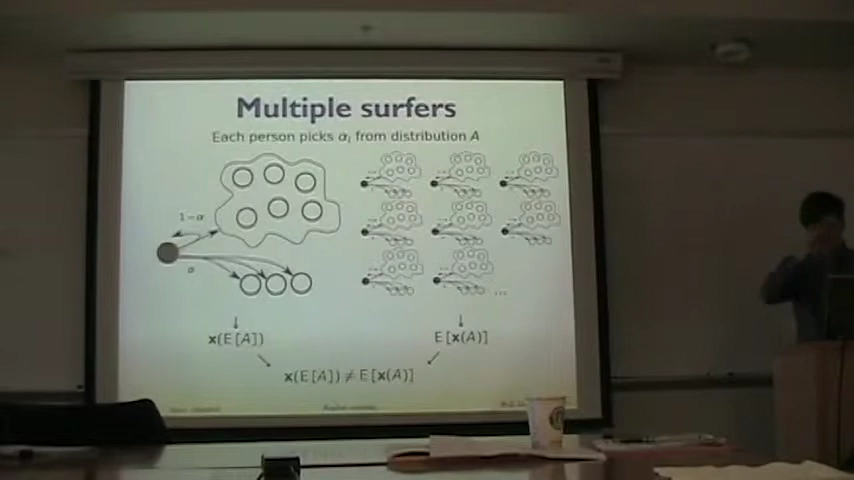 Multiple surfers
Each person picks αi from distribution A
1−α
α
...
↓
↓
x(E[A])
E[x(A)]
x(E[A]) ≠ E[x(A)]